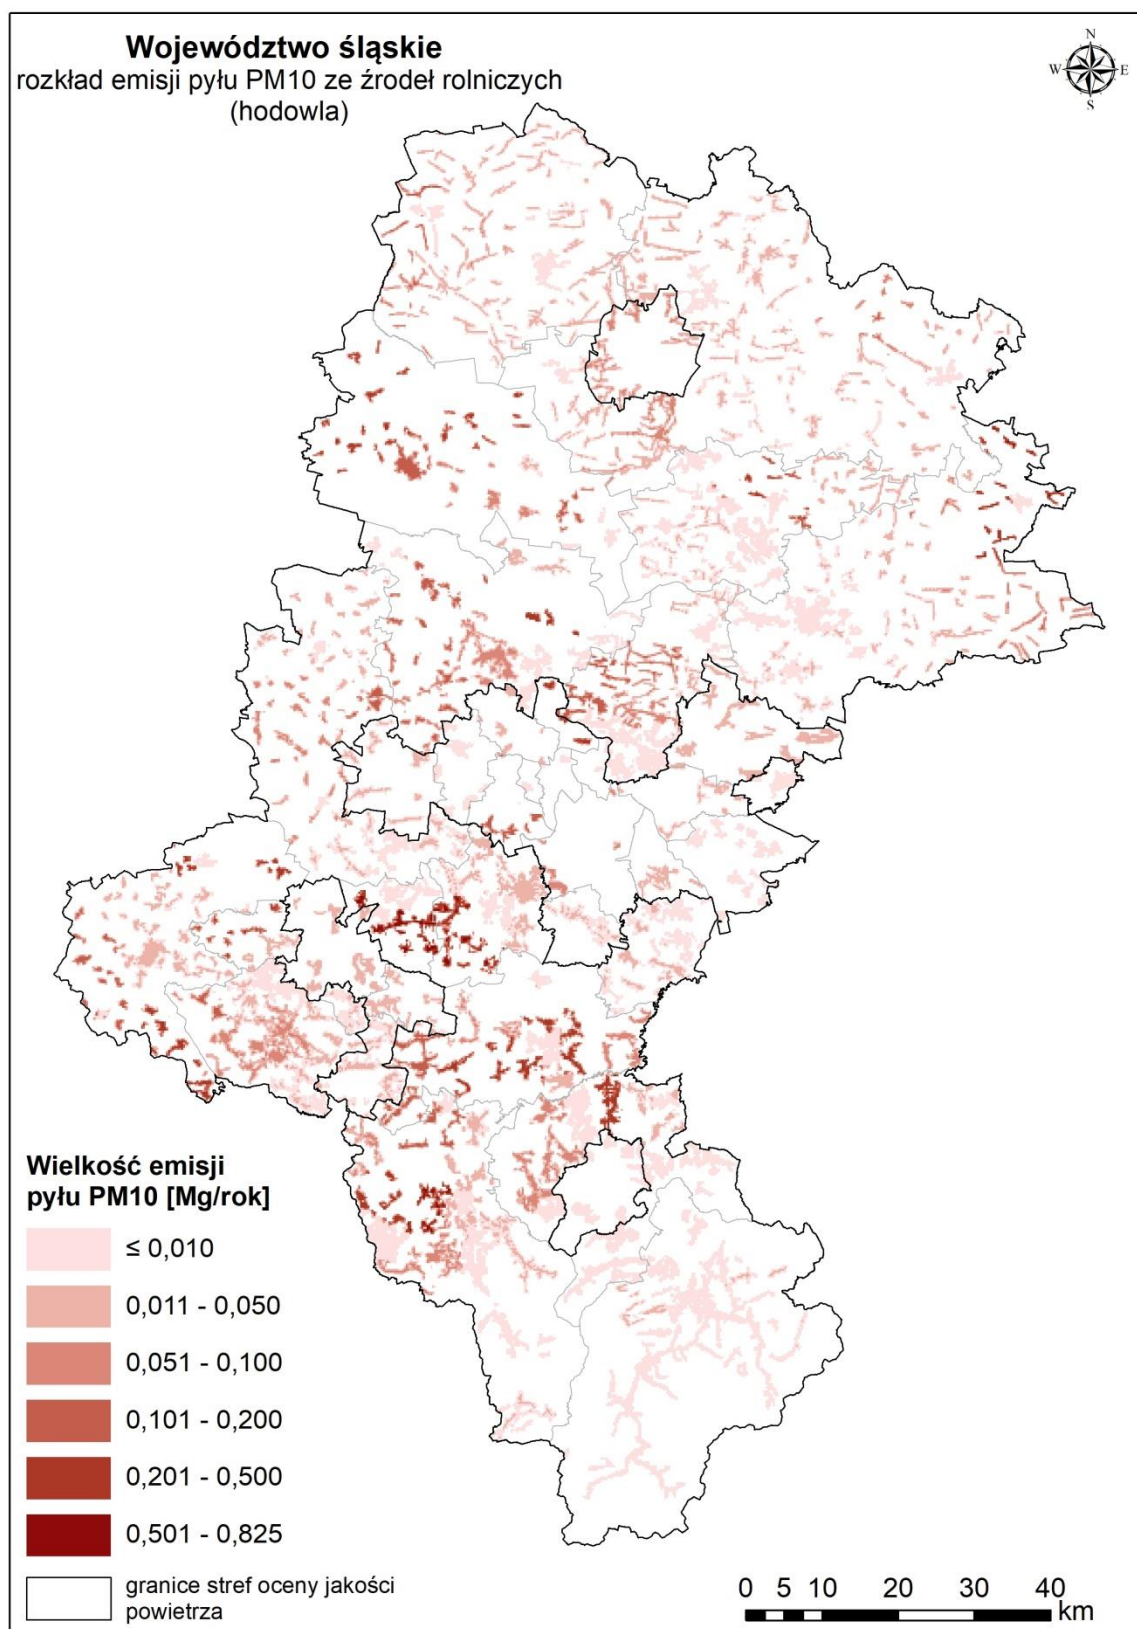 Województwo śląskie
rozkład emisji pyłu PM10 ze źrodeł rolniczych
(hodowla)
N
W E
S
Wielkość emisji
pyłu PM10 [Mg/rok]
≤ 0,010
0,011 - 0,050
0,051 - 0,100
0,101 - 0,200
0,201 - 0,500
0,501 - 0,825
granice stref oceny jakości
powietrza
0 5 10 20 30 40
km